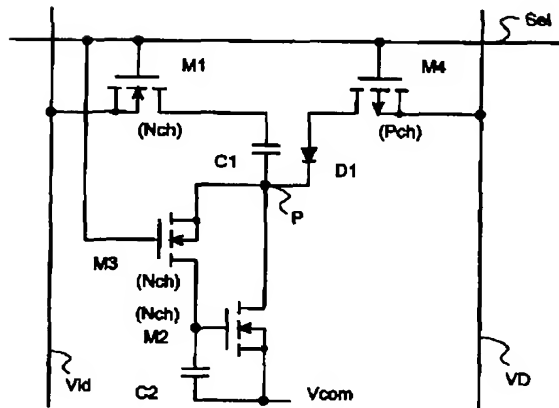 Sel
M1
M4
(Nch)
(Pch)
C1
D1
P
M3
(Nch)
(Nch)
M2
Vid
C2
Vcom
VD